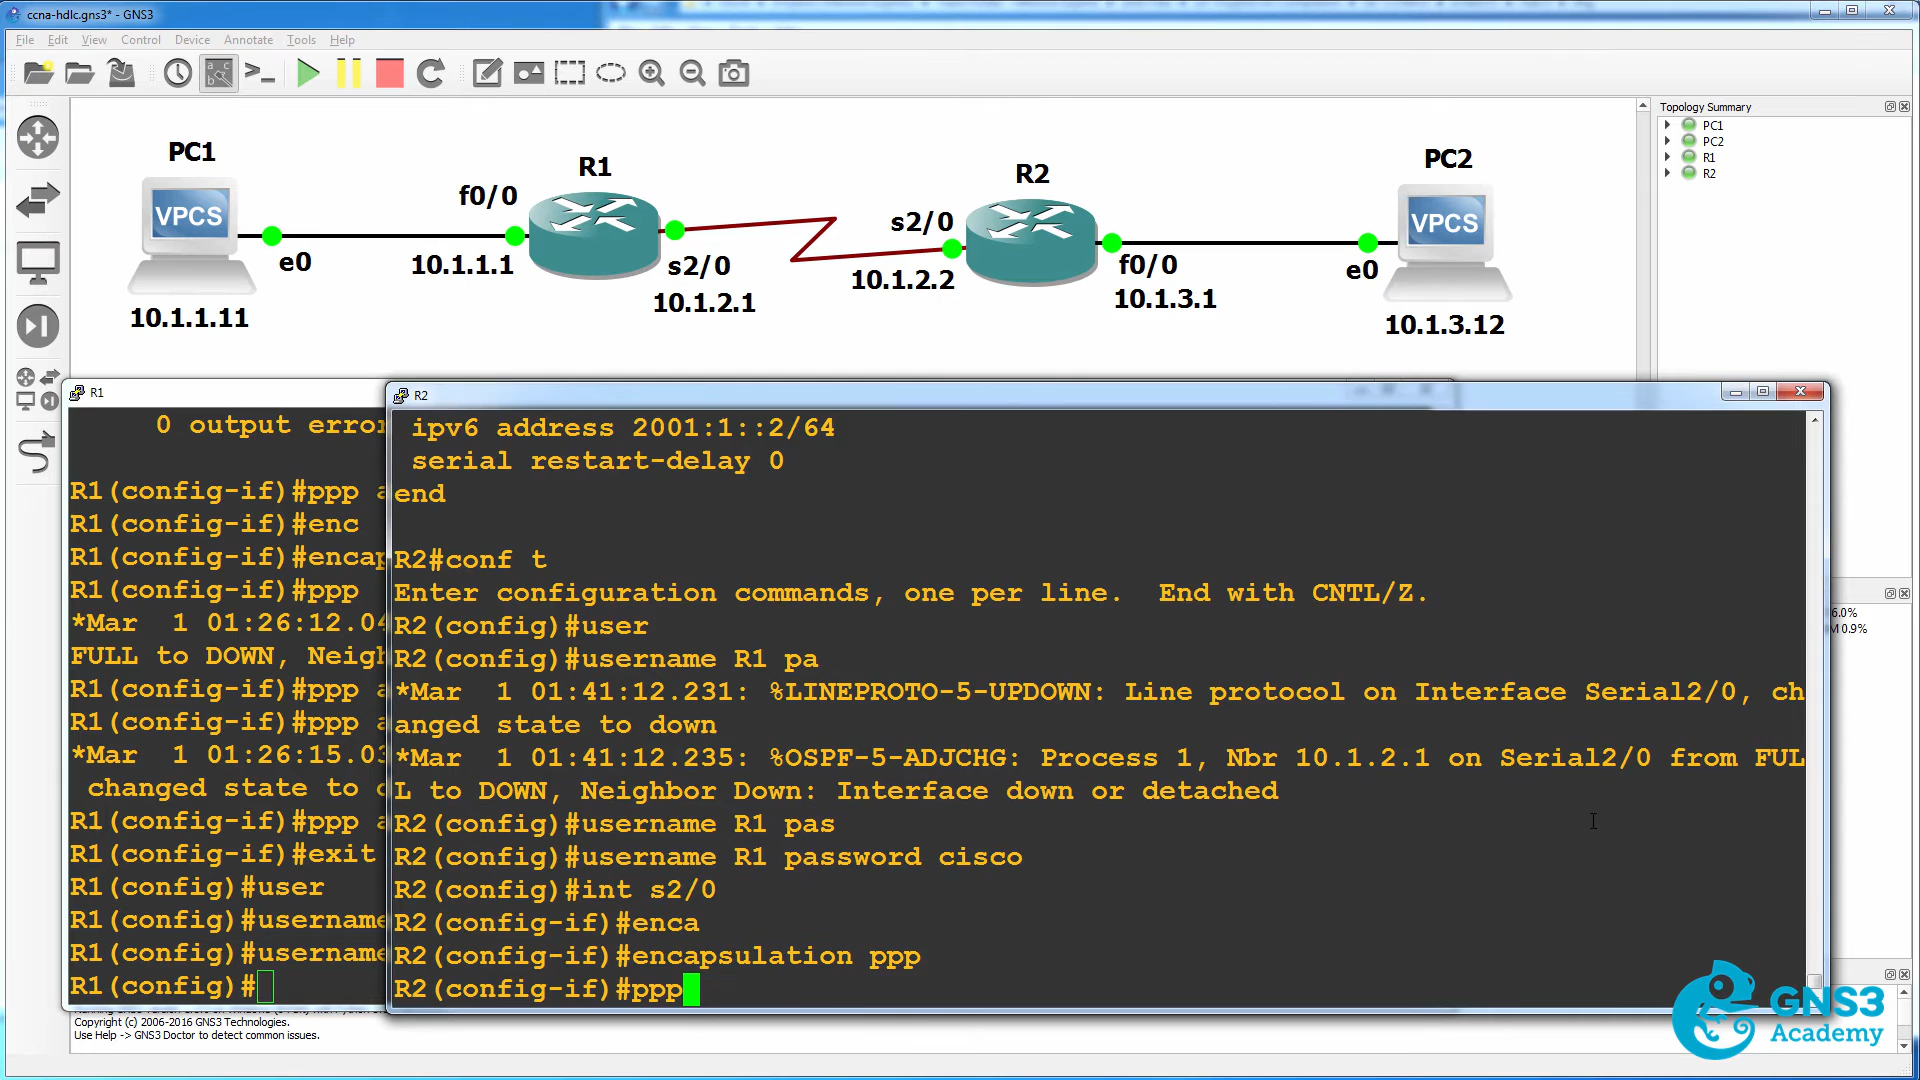 ccna-hdlc.gns3* - GNS3
File Edit View Control Device Annotate Tools Help
Topology Summary
PC1
PC2
R1
R2
PC1
R1
R2
PC2
f0/0
s2/0
VPCS
VPCS
e0
10.1.1.1
s2/0
10.1.2.2
f0/0
e0
10.1.1.11
10.1.2.1
10.1.3.1
10.1.3.12
R1
0 output error
R1(config-if)#ppp a
R1(config-if)#enc
R1(config-if)#encap
R1(config-if)#ppp
*Mar  1 01:26:12.04
FULL to DOWN, Neigh
R1(config-if)#ppp a
R1(config-if)#ppp a
*Mar  1 01:26:15.03
changed state to
R1(config-if)#ppp a
R1(config-if)#exit
R1(config)#user
R1(config)#username
R1(config)#username
R1(config)#
R2
ipv6 address 2001:1::2/64
serial restart-delay 0
end
R2#conf t
Enter configuration commands, one per line.  End with CNTL/Z.
R2(config)#user
R2(config)#username R1 pa
*Mar  1 01:41:12.231: %LINEPROTO-5-UPDOWN: Line protocol on Interface Serial2/0, ch
anged state to down
*Mar  1 01:41:12.235: %OSPF-5-ADJCHG: Process 1, Nbr 10.1.2.1 on Serial2/0 from FUL
L to DOWN, Neighbor Down: Interface down or detached
R2(config)#username R1 pas
R2(config)#username R1 password cisco
R2(config)#int s2/0
R2(config-if)#enca
R2(config-if)#encapsulation ppp
R2(config-if)#ppp
6.0%
M 0.9%
Copyright (c) 2006-2016 GNS3 Technologies.
Use Help -> GNS3 Doctor to detect common issues.
GNS3
Academy